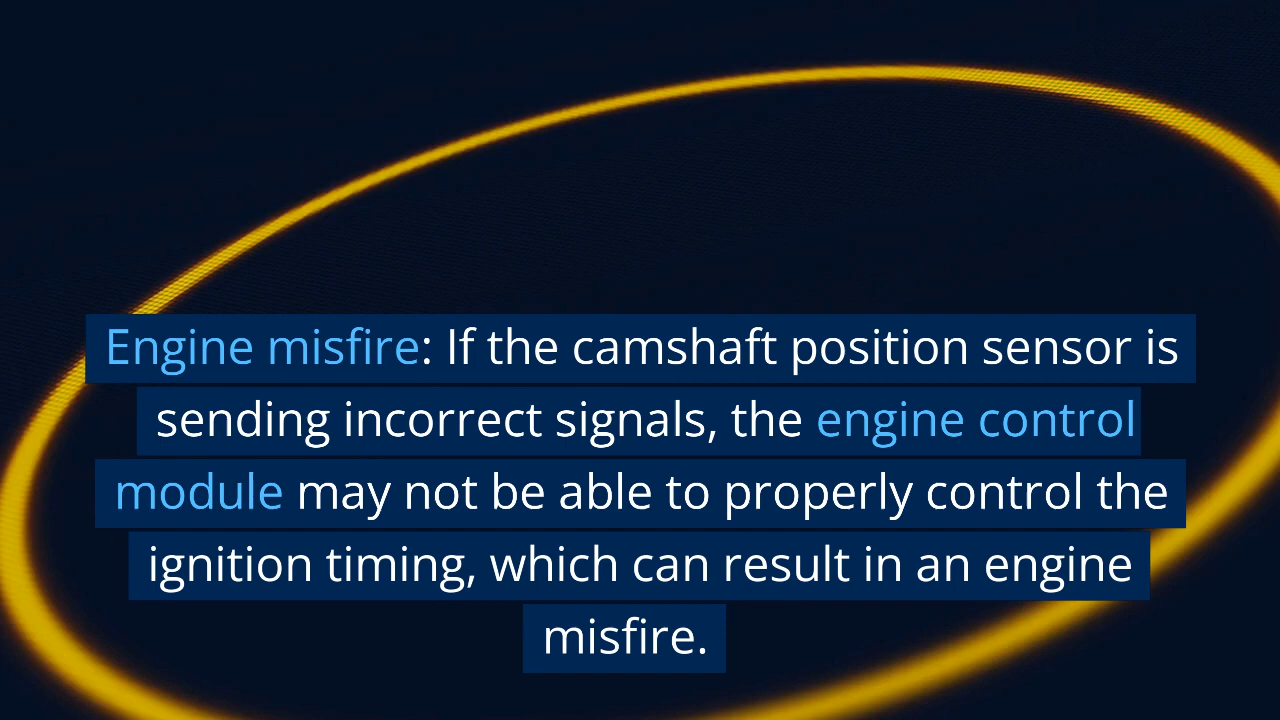 Engine misfire: If the camshaft position sensor is
sending incorrect signals, the engine control
module may not be able to properly control the
ignition timing, which can result in an engine
misfire.